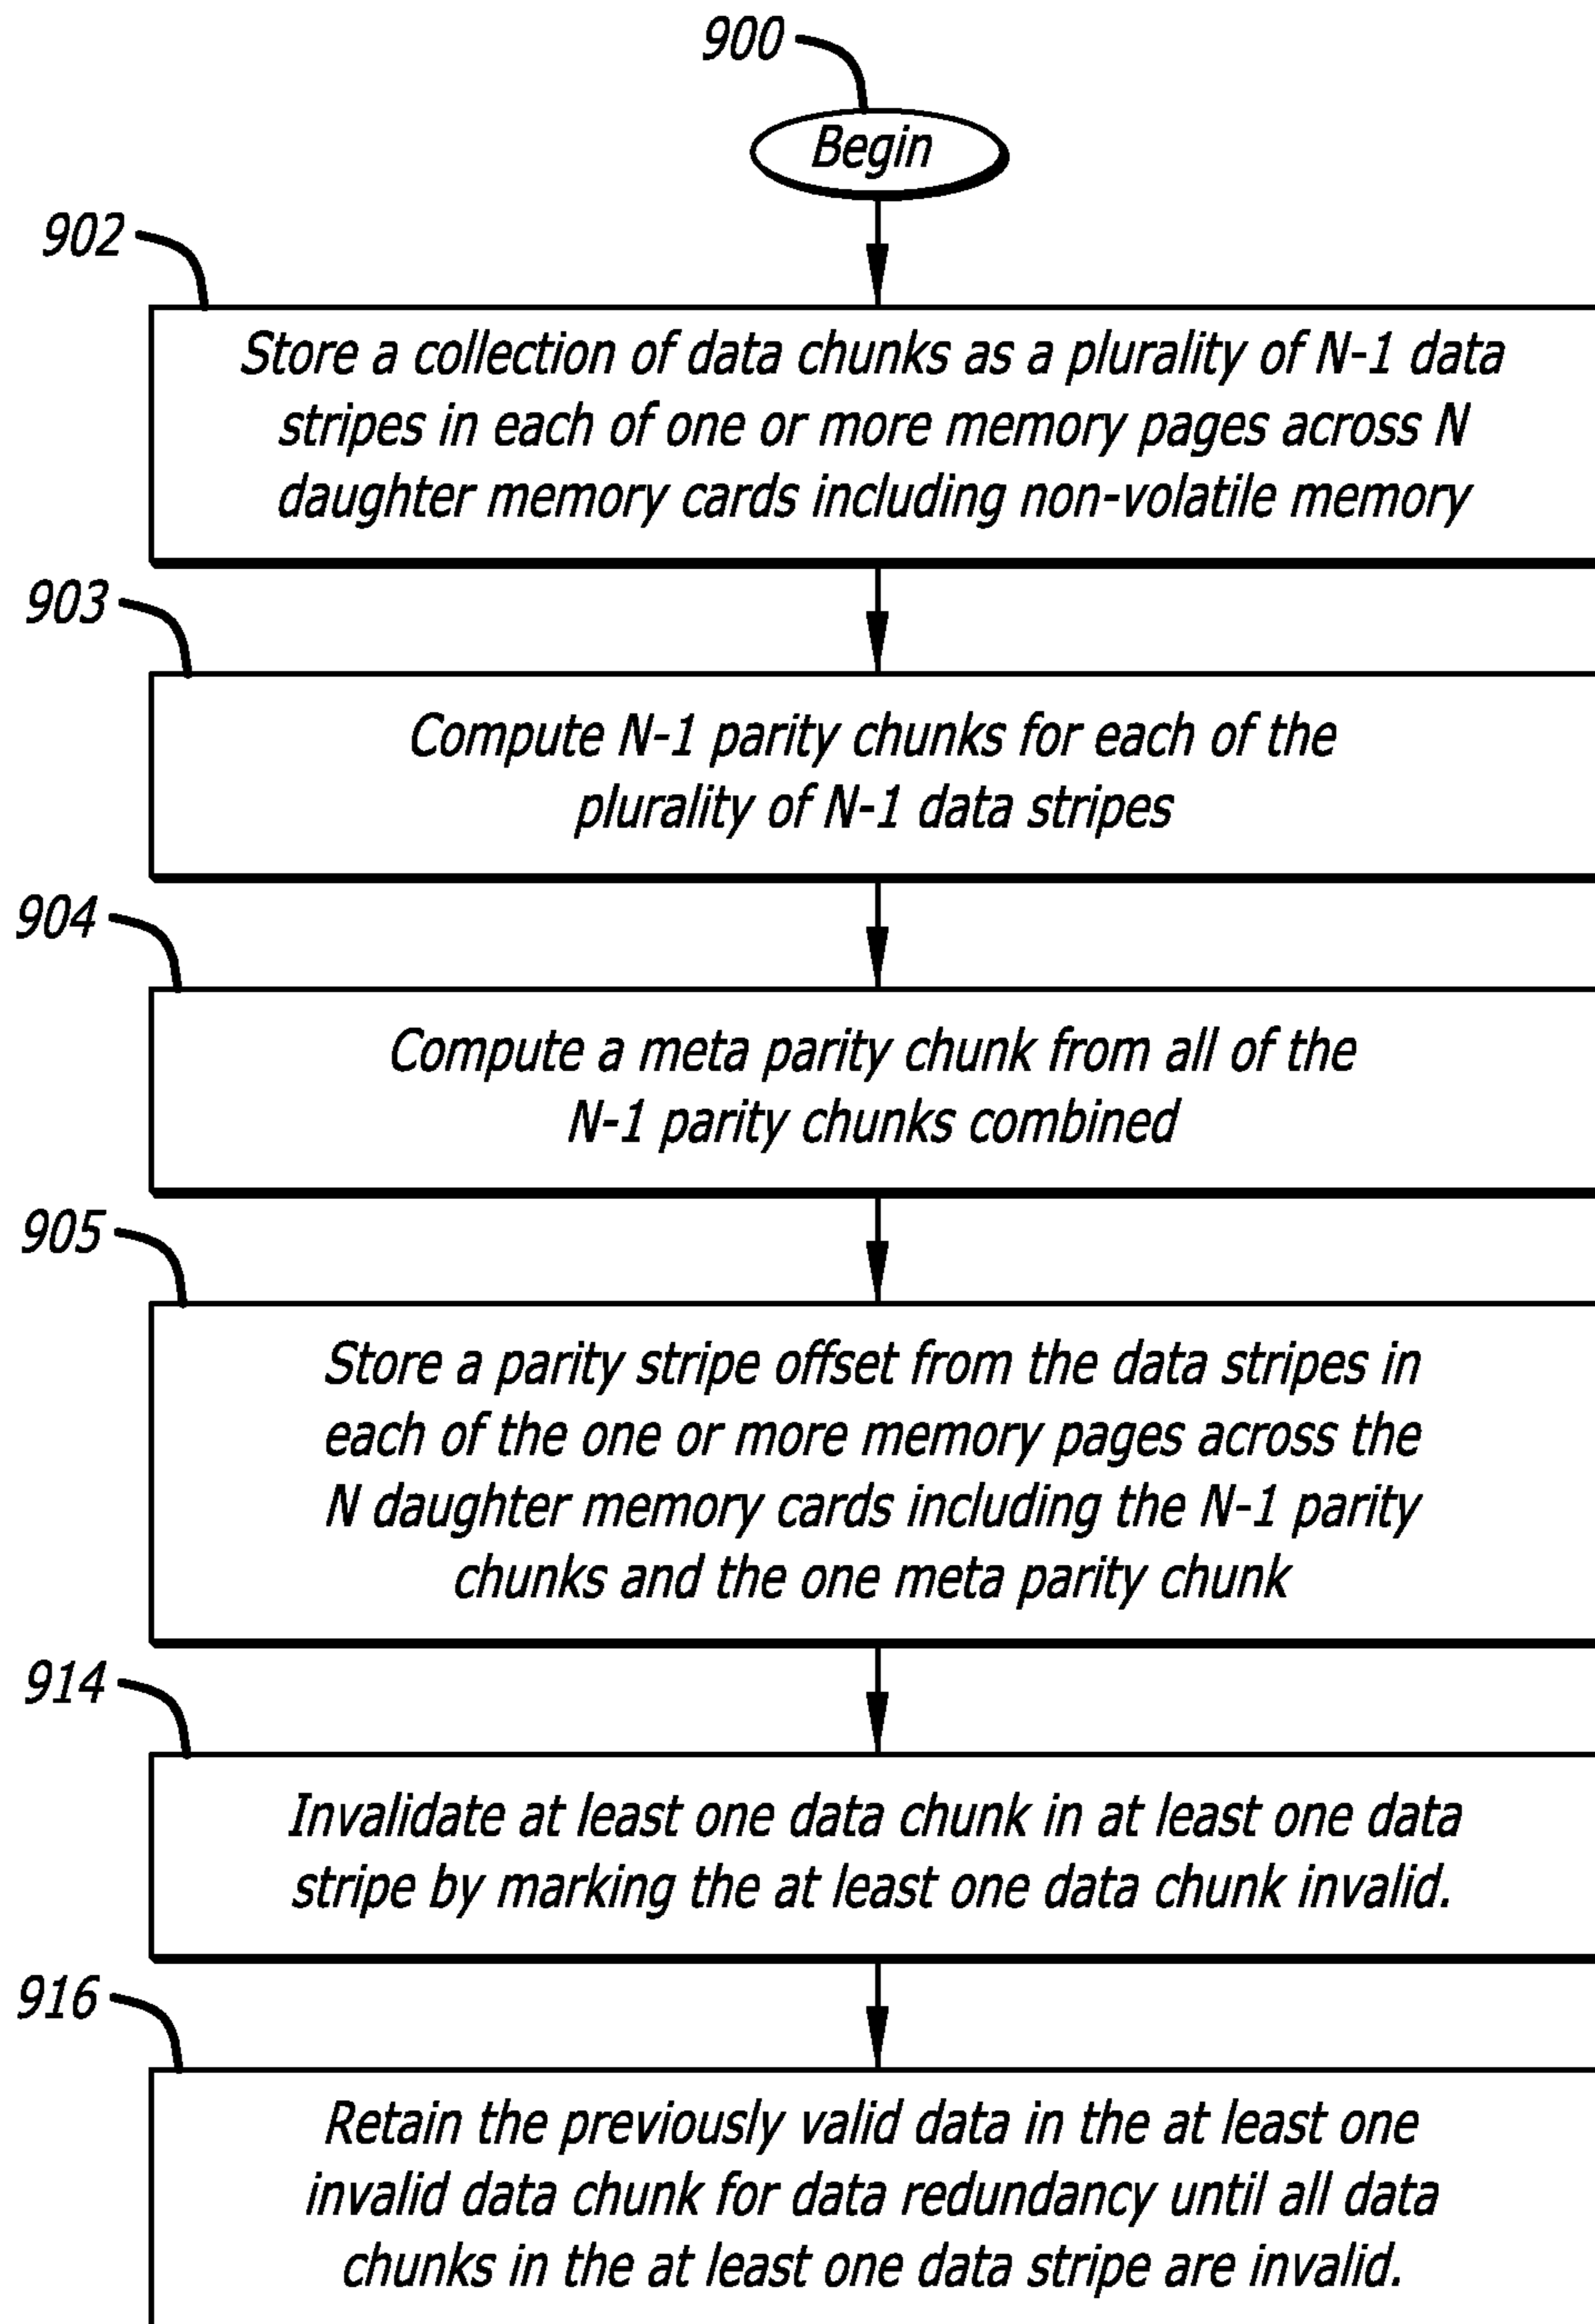 900
Begin
902
Store a collection of data chunks as a plurality of N-1 data
stripes in each of one or more memory pages across N
daughter memory cards including non-volatile memory
903
Compute N-1 parity chunks for each of the
plurality of N-1 data stripes
904
Compute a meta parity chunk from all of the
N-1 parity chunks combined
905
Store a parity stripe offset from the data stripes in
each of the one or more memory pages across the
N daughter memory cards including the N-1 parity
chunks and the one meta parity chunk
914
Invalidate at least one data chunk in at least one data
stripe by marking the at least one data chunk invalid.
916
Retain the previously valid data in the at least one
invalid data chunk for data redundancy until all data
chunks in the at least one data stripe are invalid.